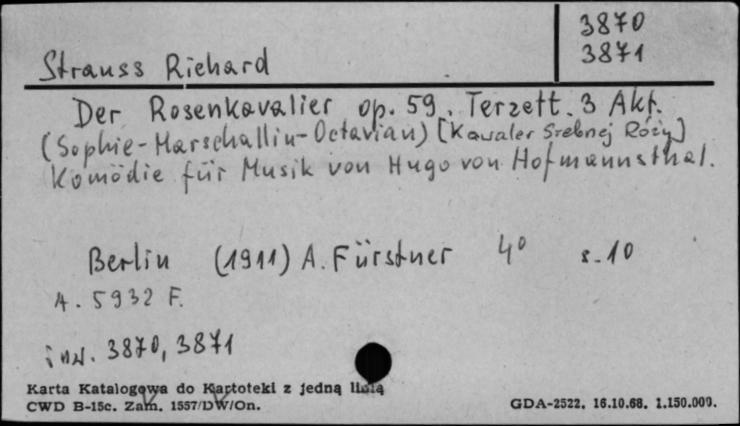 3870
3871
Strauss Richard
Der Rosenkavalier op. 59. Terzett. 3 Akt.
(Sophie-Marschallin-Octavian) [Kawaler Srebnej Róży]
Komödie für Musik von Hugo von Hofmannsthal.
Berlin (1911) A. Fürstner 4° s. 10
A. 5932 F.
inw. 3870, 3871
Karta Katalogowa do Kartoteki z jedną linią
CWD B-15c. Zam. 1557/DW/On.
GDA-2522. 16.10.68. 1.150.000.